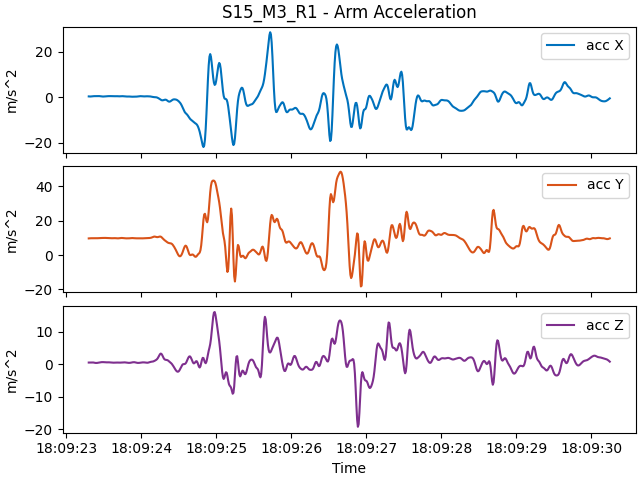 S15_M3_R1 - Arm Acceleration
acc X
m/s^2
20
0
−20
acc Y
m/s^2
40
20
0
−20
acc Z
m/s^2
10
0
−10
−20
18:09:23 18:09:24 18:09:25 18:09:26 18:09:27 18:09:28 18:09:29 18:09:30
Time